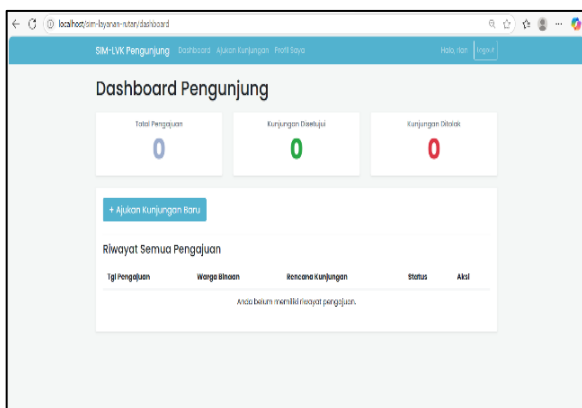 localhost/sim-layanan-rutan/dashboard
SIM-LVK Pengunjung Dashboard Ajukan Kunjungan Profil Saya Halo, rian Logout
Dashboard Pengunjung
Total Pengajuan Kunjungan Disetujui Kunjungan Ditolak
0 0 0
+ Ajukan Kunjungan Baru
Riwayat Semua Pengajuan
Tgl Pengajuan Warga Binaan Rencana Kunjungan Status Aksi
Anda belum memiliki riwayat pengajuan.